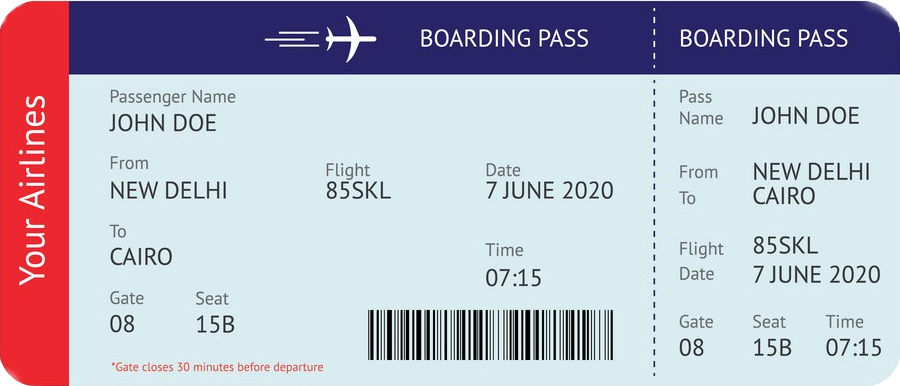 Your Airlines
BOARDING PASS
Passenger Name
JOHN DOE
From
NEW DELHI
Flight
85SKL
Date
7 JUNE 2020
To
CAIRO
Time
07:15
Gate
08
Seat
15B
*Gate closes 30 minutes before departure
BOARDING PASS
Pass
Name
JOHN DOE
From NEW DELHI
To CAIRO
Flight 85SKL
Date 7 JUNE 2020
Gate Seat Time
08 15B 07:15